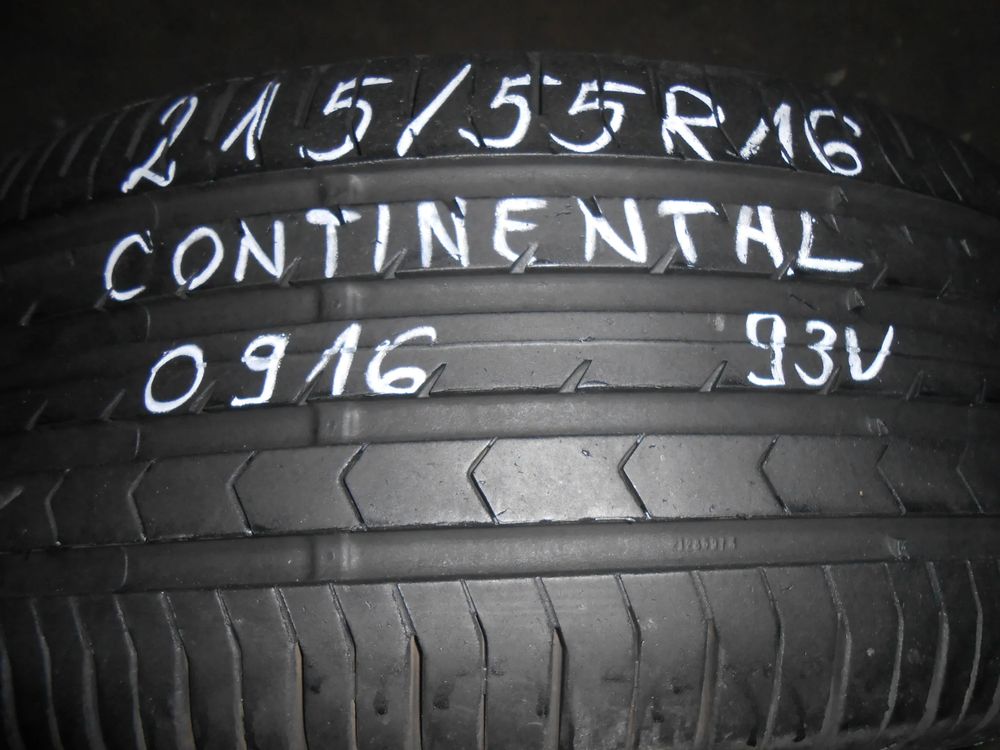 215/55R16
CONTINENTAL
0916 93V